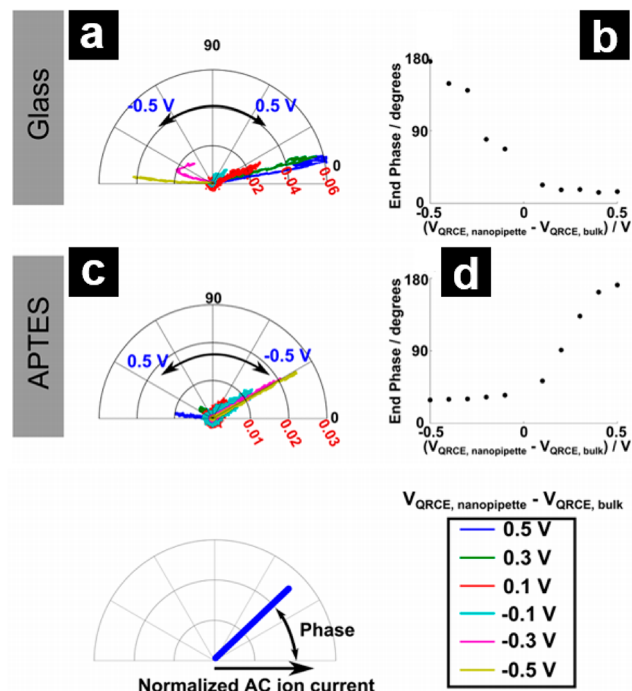 Glass
a
90
-0.5 V
0.5 V
0
0.02
0.04
0.06
b
End Phase / degrees
180
90
0
-0.5
0
0.5
(VQRCE, nanopipette - VQRCE, bulk) / V
APTES
c
90
0.5 V
-0.5 V
0
0.01
0.02
0.03
d
End Phase / degrees
180
90
0
-0.5
0
0.5
(VQRCE, nanopipette - VQRCE, bulk) / V
Phase
Normalized AC ion current
VQRCE, nanopipette - VQRCE, bulk
0.5 V
0.3 V
0.1 V
-0.1 V
-0.3 V
-0.5 V